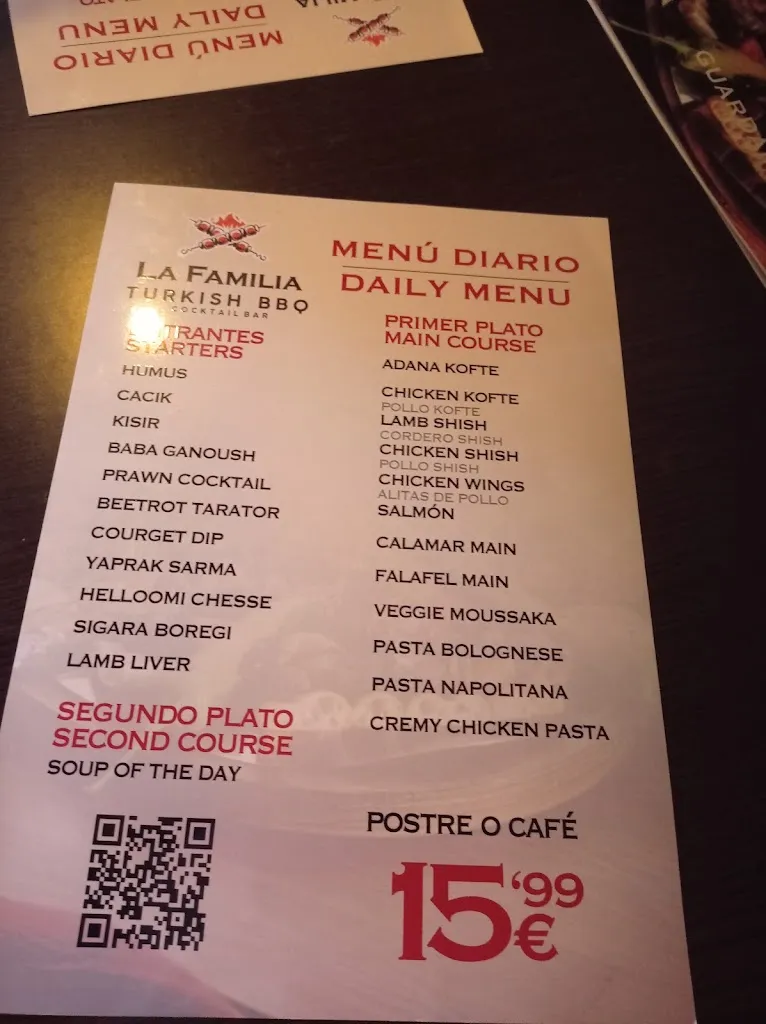 MENÚ DIARIO
DAILY MENU
LA FAMILIA
TURKISH BBQ
COCKTAIL BAR
MENÚ DIARIO
DAILY MENU
ENTRANTES
STARTERS
HUMUS
CACIK
KISIR
BABA GANOUSH
PRAWN COCKTAIL
BEETROT TARATOR
COURGET DIP
YAPRAK SARMA
HELLOOMI CHESSE
SIGARA BOREGI
LAMB LIVER
SEGUNDO PLATO
SECOND COURSE
SOUP OF THE DAY
PRIMER PLATO
MAIN COURSE
ADANA KOFTE
CHICKEN KOFTE
POLLO KOFTE
LAMB SHISH
CORDERO SHISH
CHICKEN SHISH
POLLO SHISH
CHICKEN WINGS
ALITAS DE POLLO
SALMÓN
CALAMAR MAIN
FALAFEL MAIN
VEGGIE MOUSSAKA
PASTA BOLOGNESE
PASTA NAPOLITANA
CREMY CHICKEN PASTA
POSTRE O CAFÉ
15'99€